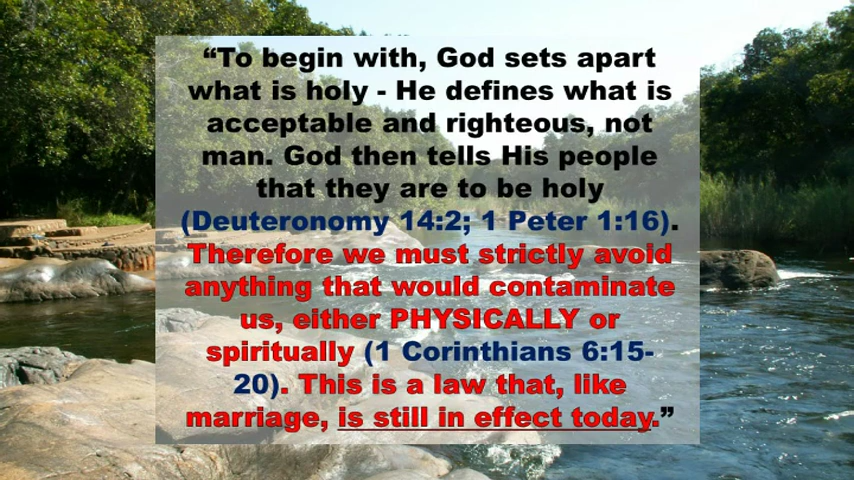 “To begin with, God sets apart
what is holy - He defines what is
acceptable and righteous, not
man. God then tells His people
that they are to be holy
(Deuteronomy 14:2; 1 Peter 1:16).
Therefore we must strictly avoid
anything that would contaminate
us, either PHYSICALLY or
spiritually (1 Corinthians 6:15-
20). This is a law that, like
marriage, is still in effect today.”